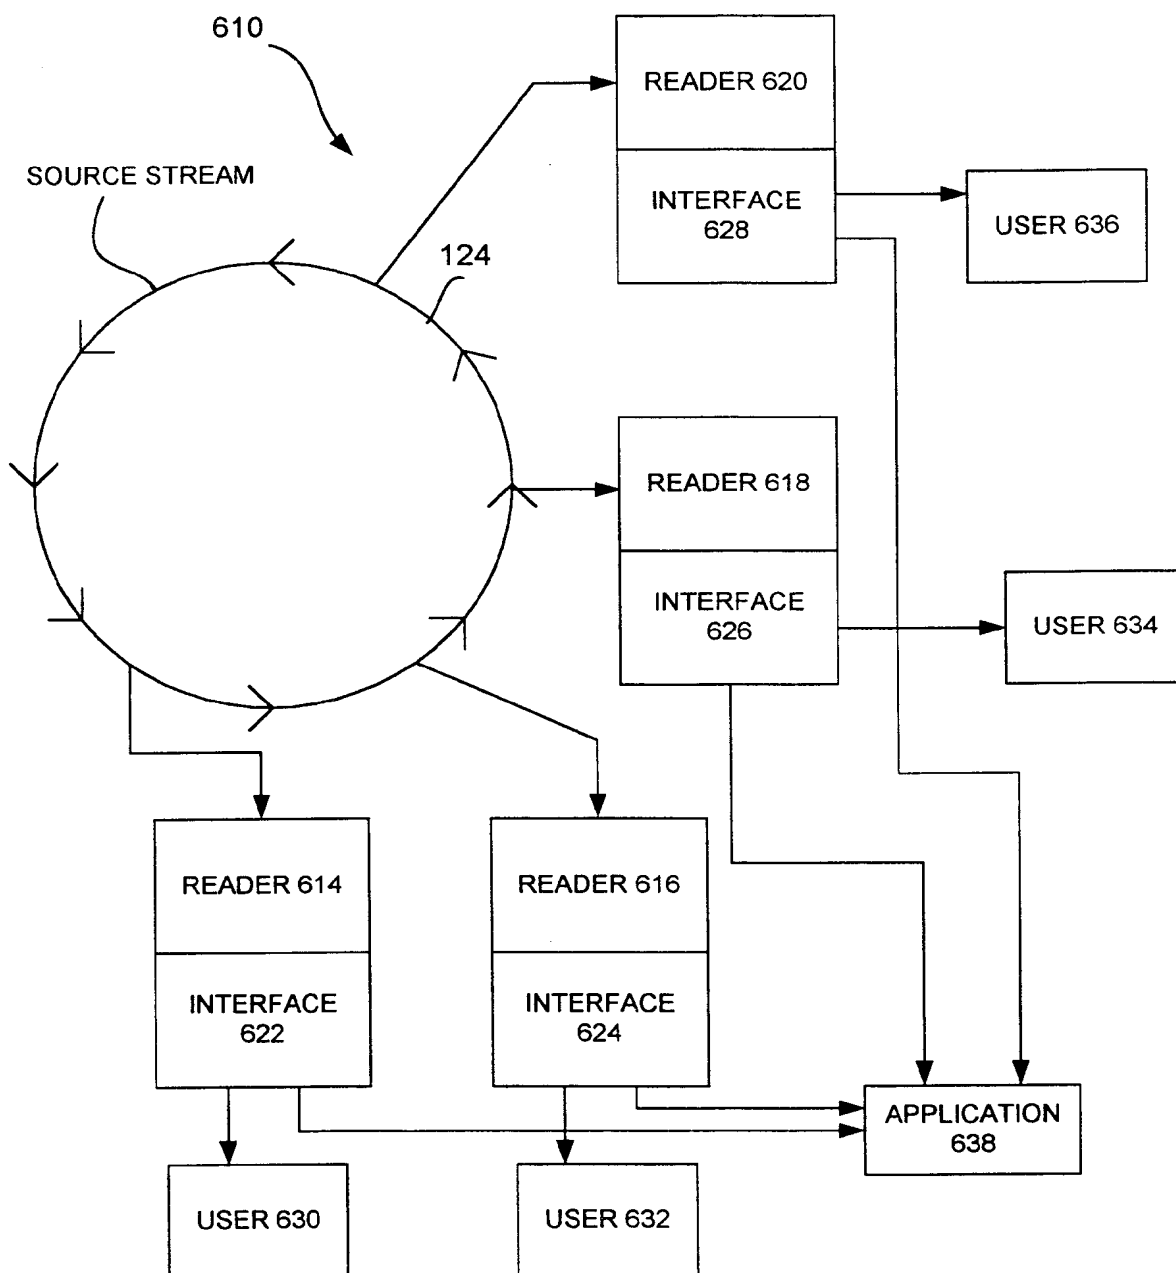 610
READER 620
SOURCE STREAM
INTERFACE
628
USER 636
124
READER 618
INTERFACE
626
USER 634
READER 614
READER 616
INTERFACE
622
INTERFACE
624
APPLICATION
638
USER 630
USER 632